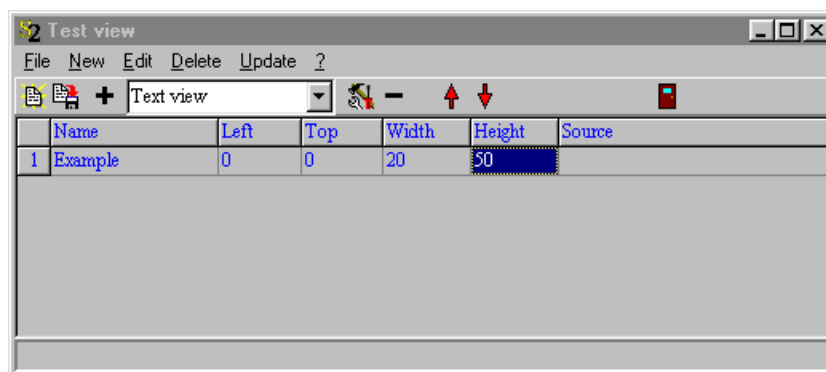 S2 Test view
File New Edit Delete Update ?
Text view
Name Left Top Width Height Source
1 Example 0 0 20 50